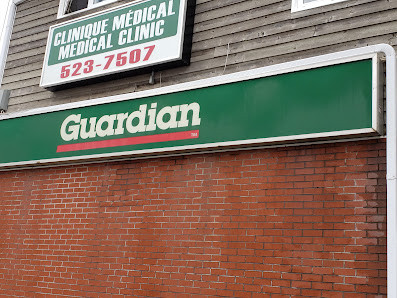 CLINIQUE MÉDICAL
MEDICAL CLINIC
523-7507
Guardian